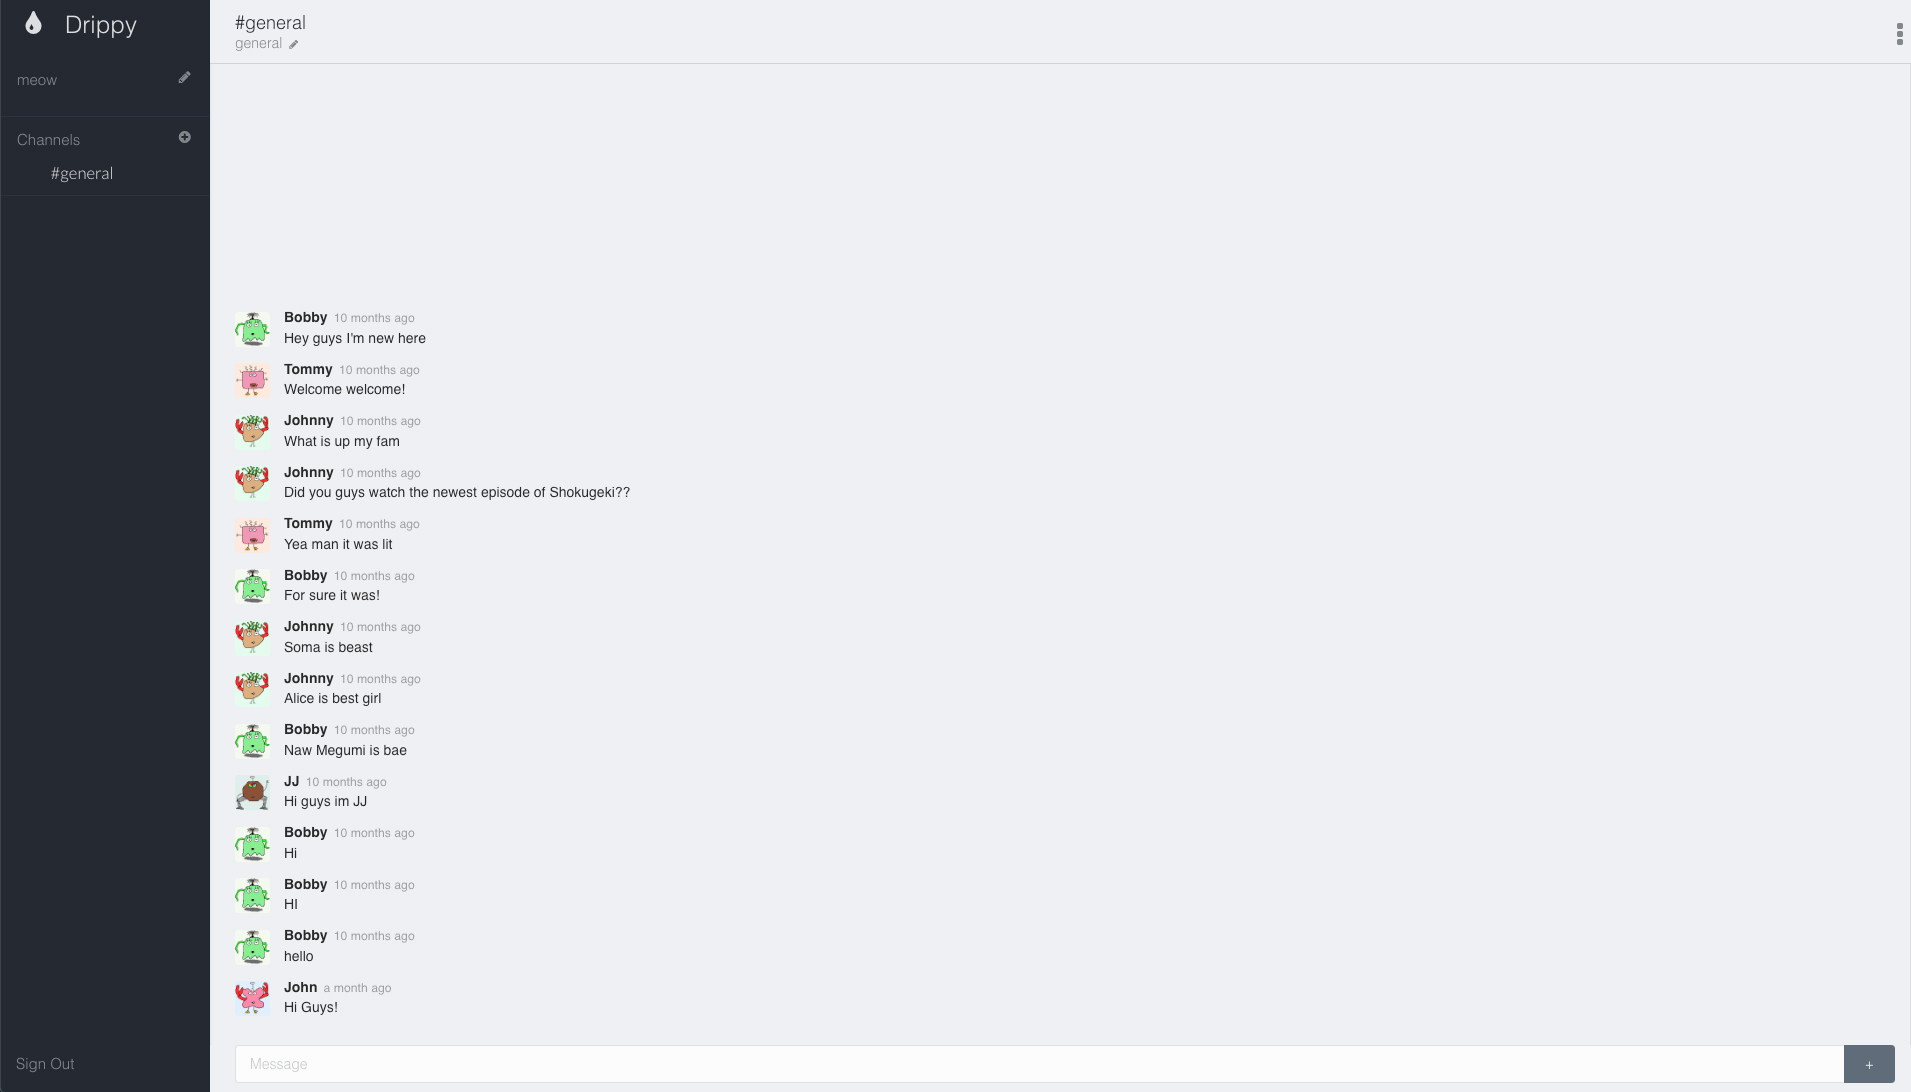 Drippy
meow
Channels
#general
Sign Out
#general
general
Bobby 10 months ago
Hey guys I'm new here
Tommy 10 months ago
Welcome welcome!
Johnny 10 months ago
What is up my fam
Johnny 10 months ago
Did you guys watch the newest episode of Shokugeki??
Tommy 10 months ago
Yea man it was lit
Bobby 10 months ago
For sure it was!
Johnny 10 months ago
Soma is beast
Johnny 10 months ago
Alice is best girl
Bobby 10 months ago
Naw Megumi is bae
JJ 10 months ago
Hi guys im JJ
Bobby 10 months ago
Hi
Bobby 10 months ago
HI
Bobby 10 months ago
hello
John a month ago
Hi Guys!
Message
+